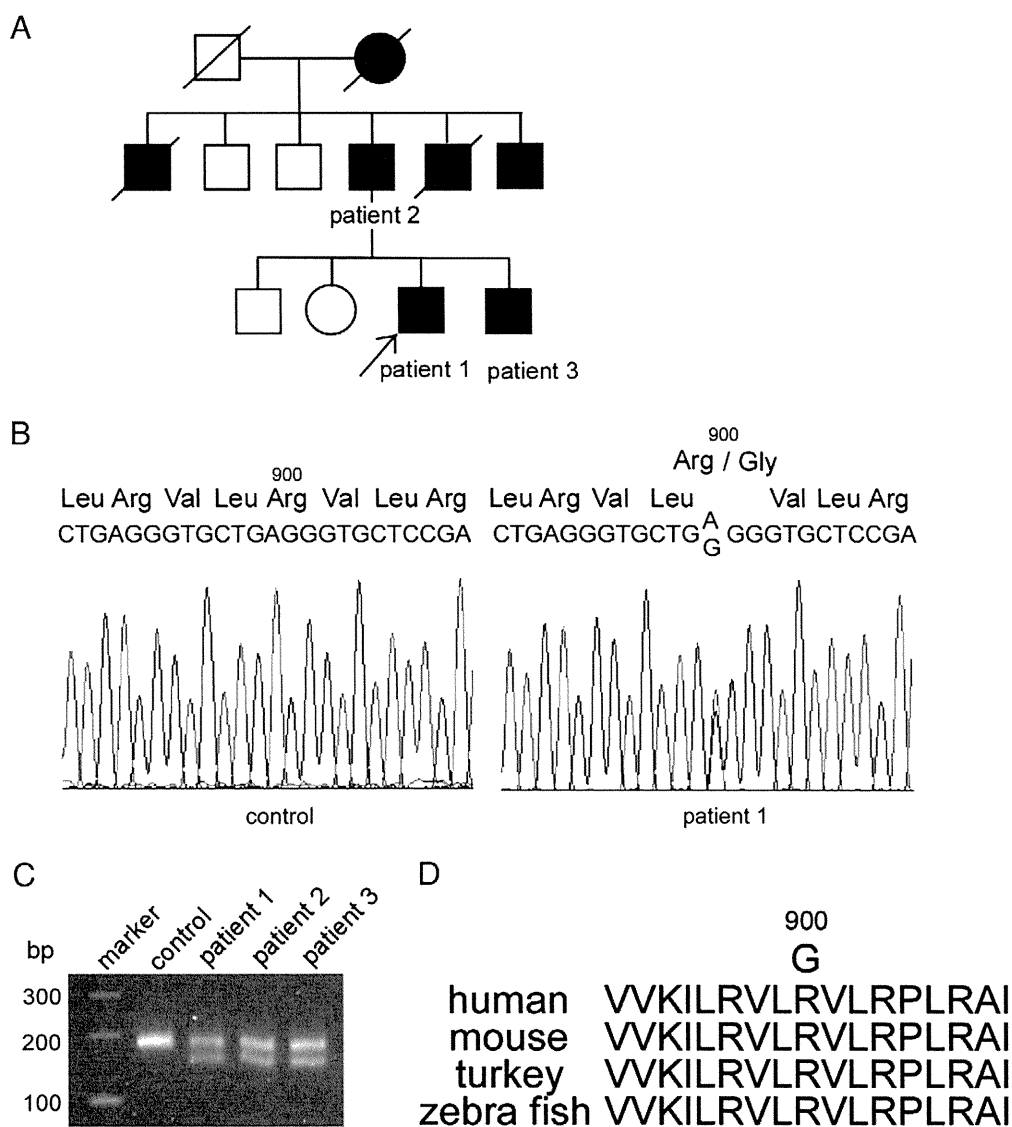 A
patient 2
patient 1 patient 3
B
900
Leu Arg Val Leu Arg Val Leu Arg
CTGAGGGTGCTGAGGGTGCTCCGA
control
900
Arg / Gly
Leu Arg Val Leu Val Leu Arg
A
CTGAGGGTGCTG GGGTGCTCCGA
G
patient 1
C
bp marker control patient 1 patient 2 patient 3
300
200
100
D
900
G
human VVKILRVLRVLRPLRAI
mouse VVKILRVLRVLRPLRAI
turkey VVKILRVLRVLRPLRAI
zebra fish VVKILRVLRVLRPLRAI